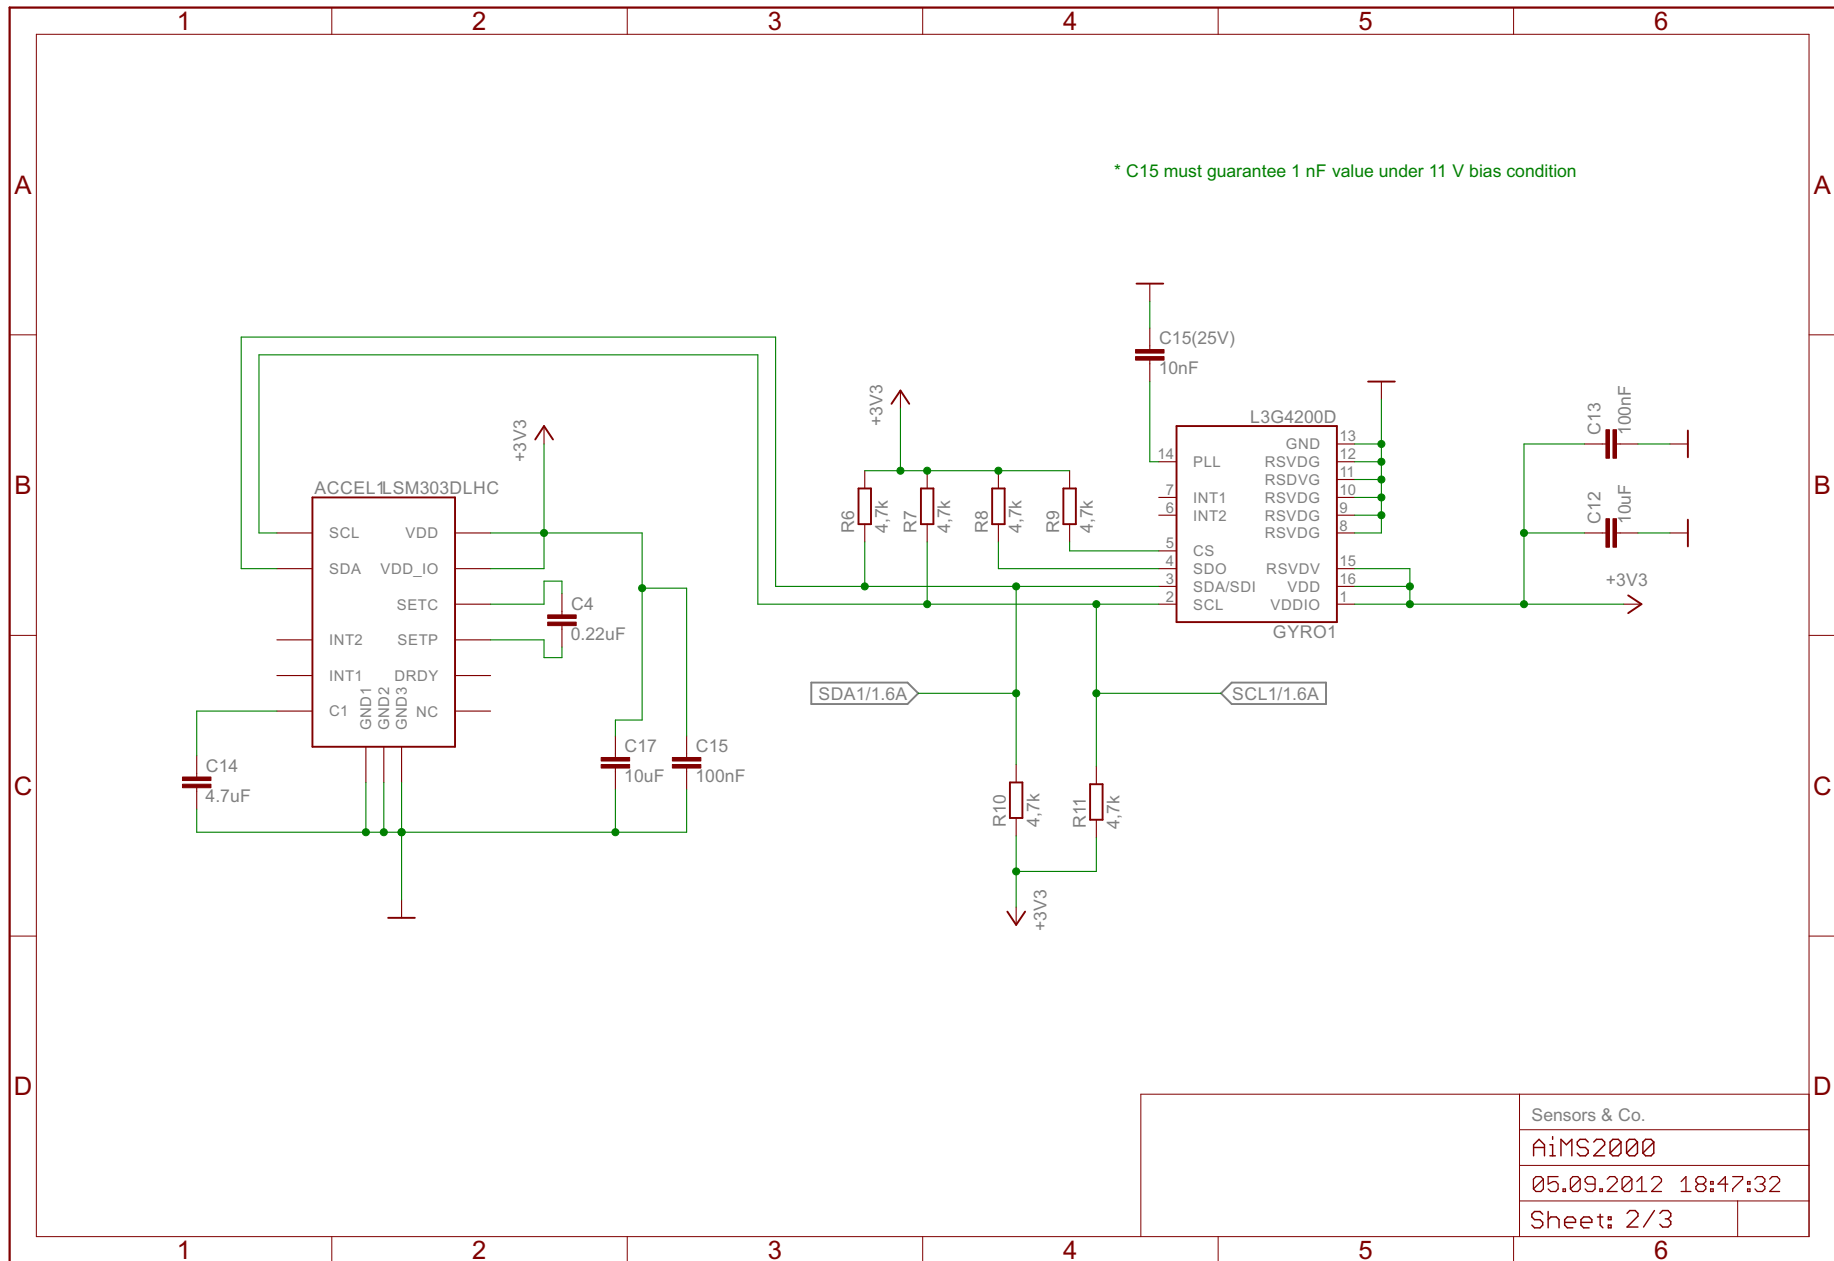 1 2 3 4 5 6
A A
* C15 must guarantee 1 nF value under 11 V bias condition
C15(25V)
10nF
+3V3
L3G4200D
14 PLL
7 INT1
6 INT2
5 CS
4 SDO
3 SDA/SDI
2 SCL
GND 13
RSVDG 12
RSDVG 11
RSVDG 10
RSVDG 9
RSVDG 8
RSVDV 15
VDD 16
VDDIO 1
GYRO1
C13
100nF
C12
10uF
+3V3
B B
R6
4,7k
R7
4,7k
R8
4,7k
R9
4,7k
+3V3
ACCEL1 LSM303DLHC
SCL VDD
SDA VDD_IO
SETC
INT2 SETP
INT1 DRDY
C1 NC
GND1
GND2
GND3
C4
0.22uF
SDA1/1.6A
SCL1/1.6A
C17
10uF
C15
100nF
C14
4.7uF
C C
R10
4,7k
R11
4,7k
+3V3
D D
Sensors & Co.
AiMS2000
05.09.2012 18:47:32
Sheet: 2/3
1 2 3 4 5 6